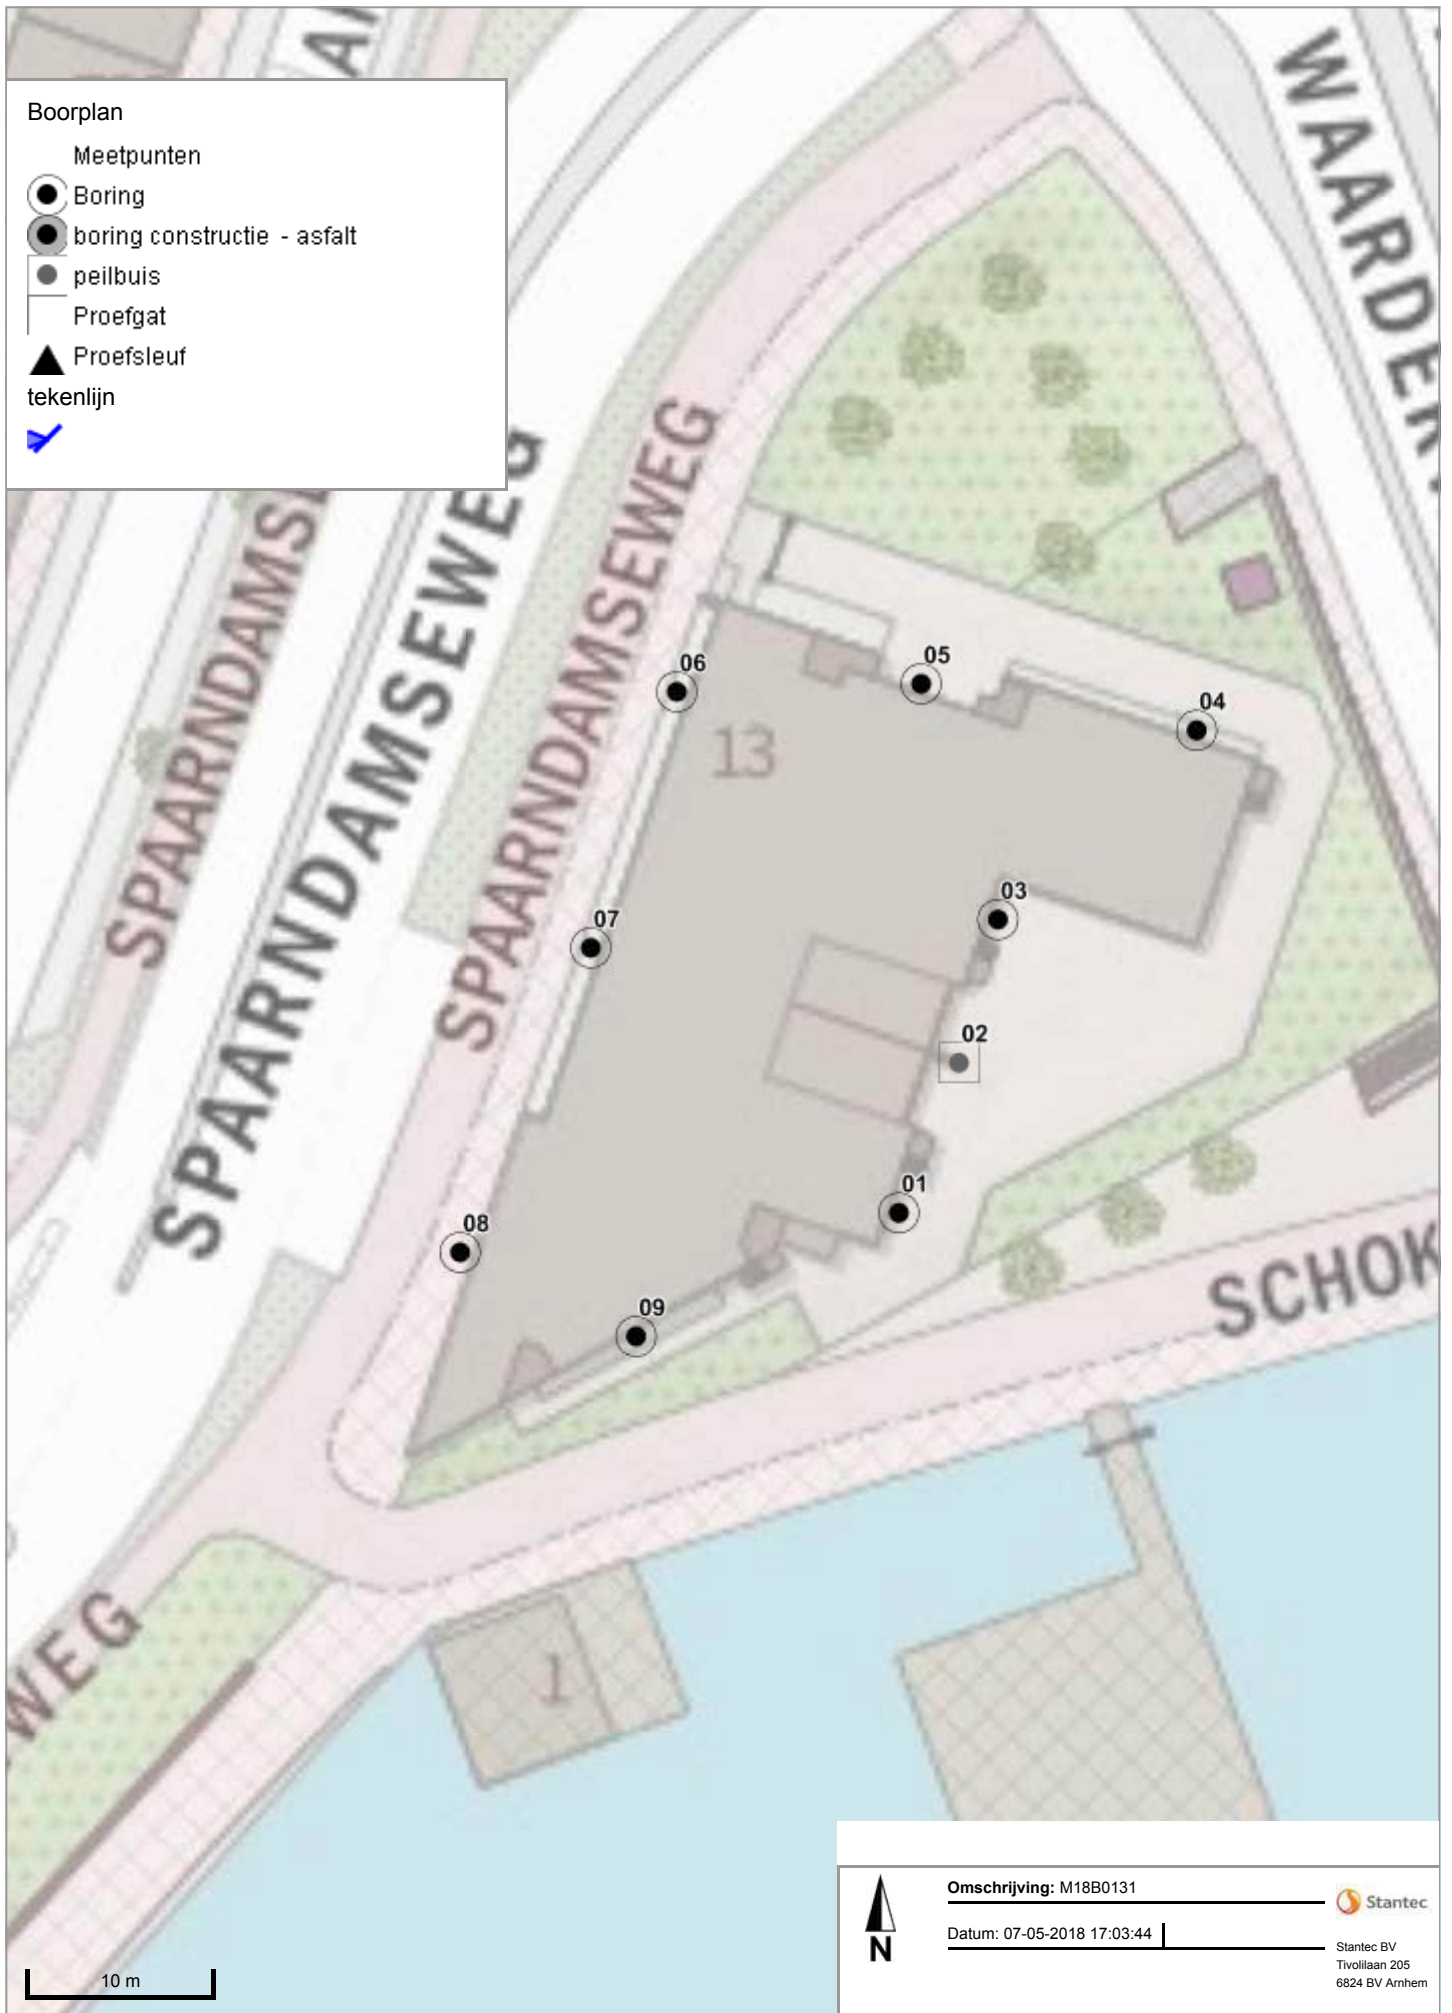 Boorplan
Meetpunten
Boring
boring constructie - asfalt
peilbuis
Proefgat
Proefsleuf
tekenlijn
SPAARNDAMSEWEG
SPAARNDAMSEWEG
WAARDER
06
05
04
13
03
07
02
01
08
09
SCHOK
WEG
1
10 m
N
Omschrijving: M18B0131
Datum: 07-05-2018 17:03:44
Stantec
Stantec BV
Tivolilaan 205
6824 BV Arnhem